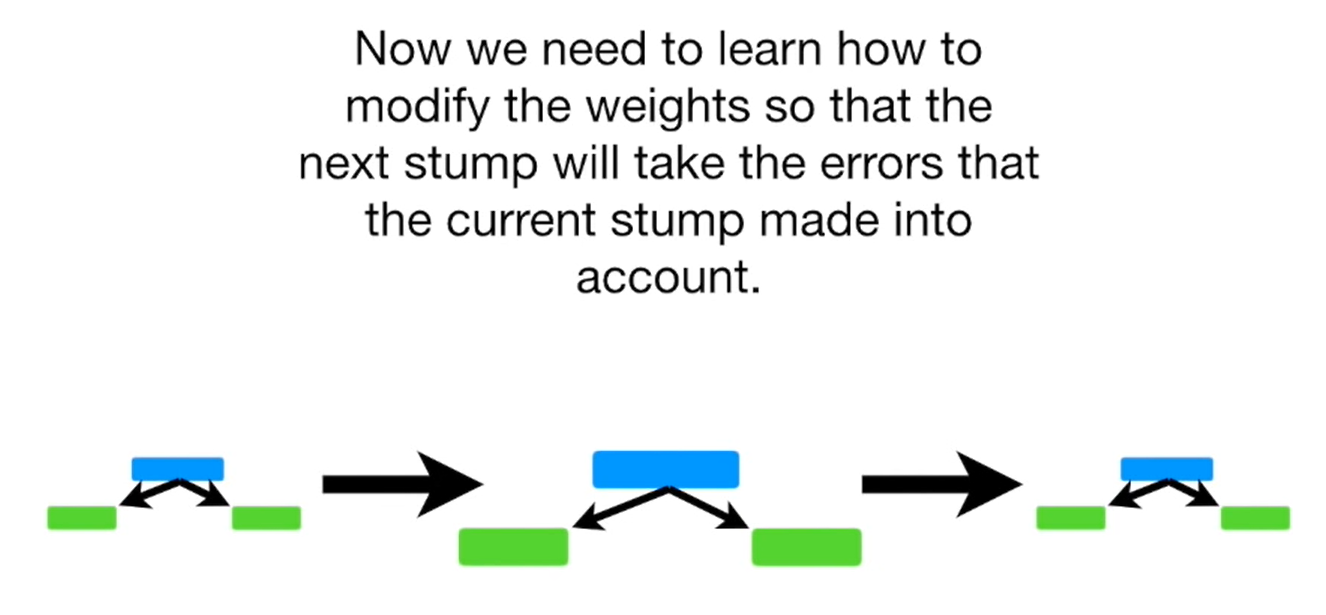 Now we need to learn how to
modify the weights so that the
next stump will take the errors that
the current stump made into
account.